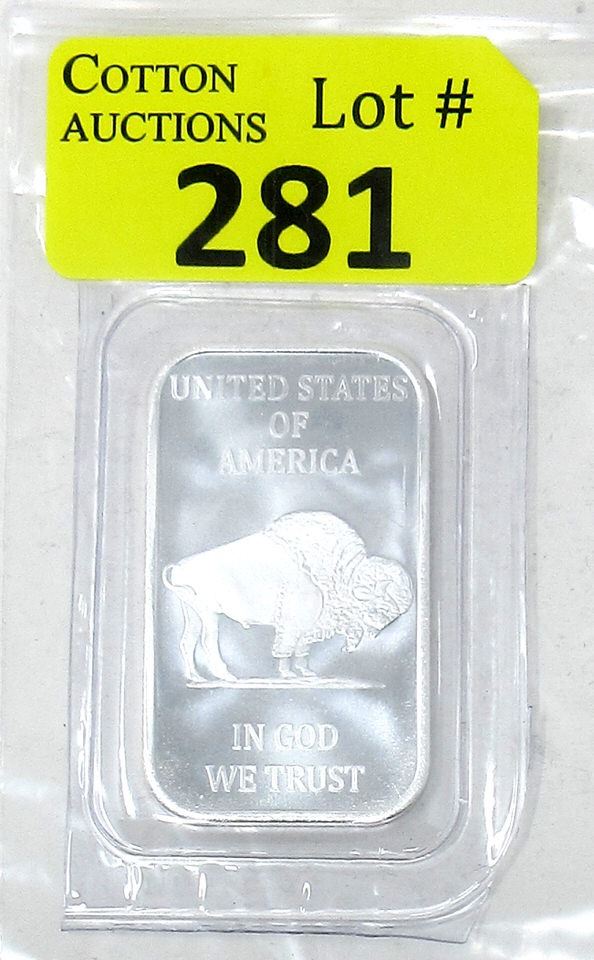 COTTON
AUCTIONS
Lot #
281
UNITED STATES
OF
AMERICA
IN GOD
WE TRUST